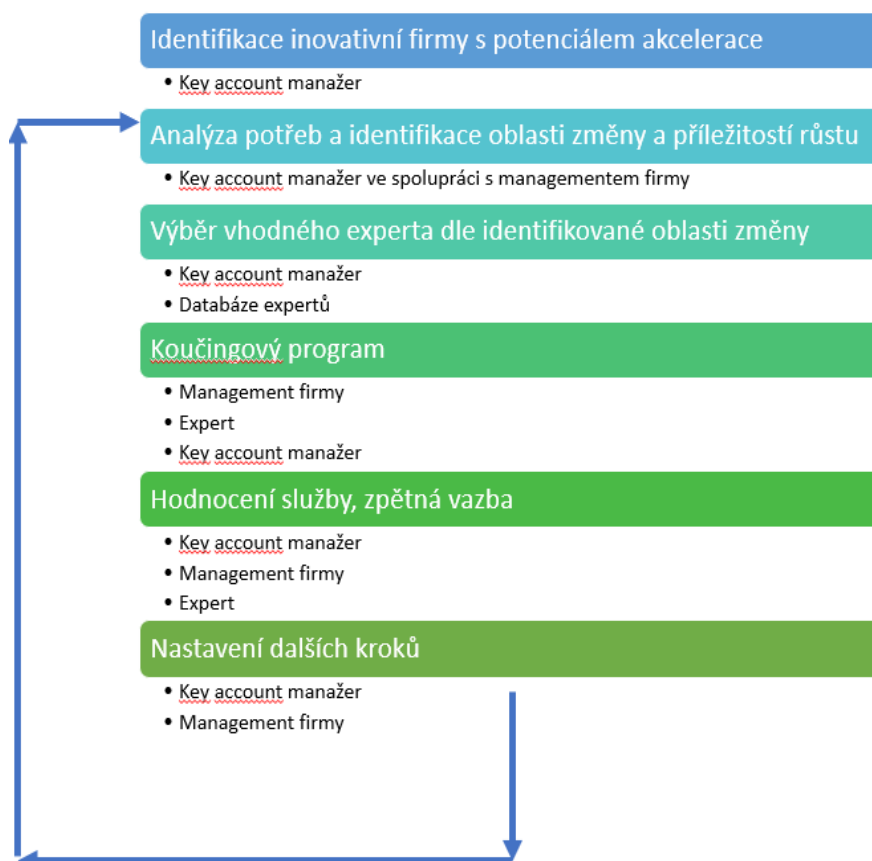 Identifikace inovativní firmy s potenciálem akcelerace
• Key account manažer
Analýza potřeb a identifikace oblasti změny a příležitostí růstu
• Key account manažer ve spolupráci s managementem firmy
Výběr vhodného experta dle identifikované oblasti změny
• Key account manažer
• Databáze expertů
Koučingový program
• Management firmy
• Expert
• Key account manažer
Hodnocení služby, zpětná vazba
• Key account manažer
• Management firmy
• Expert
Nastavení dalších kroků
• Key account manažer
• Management firmy